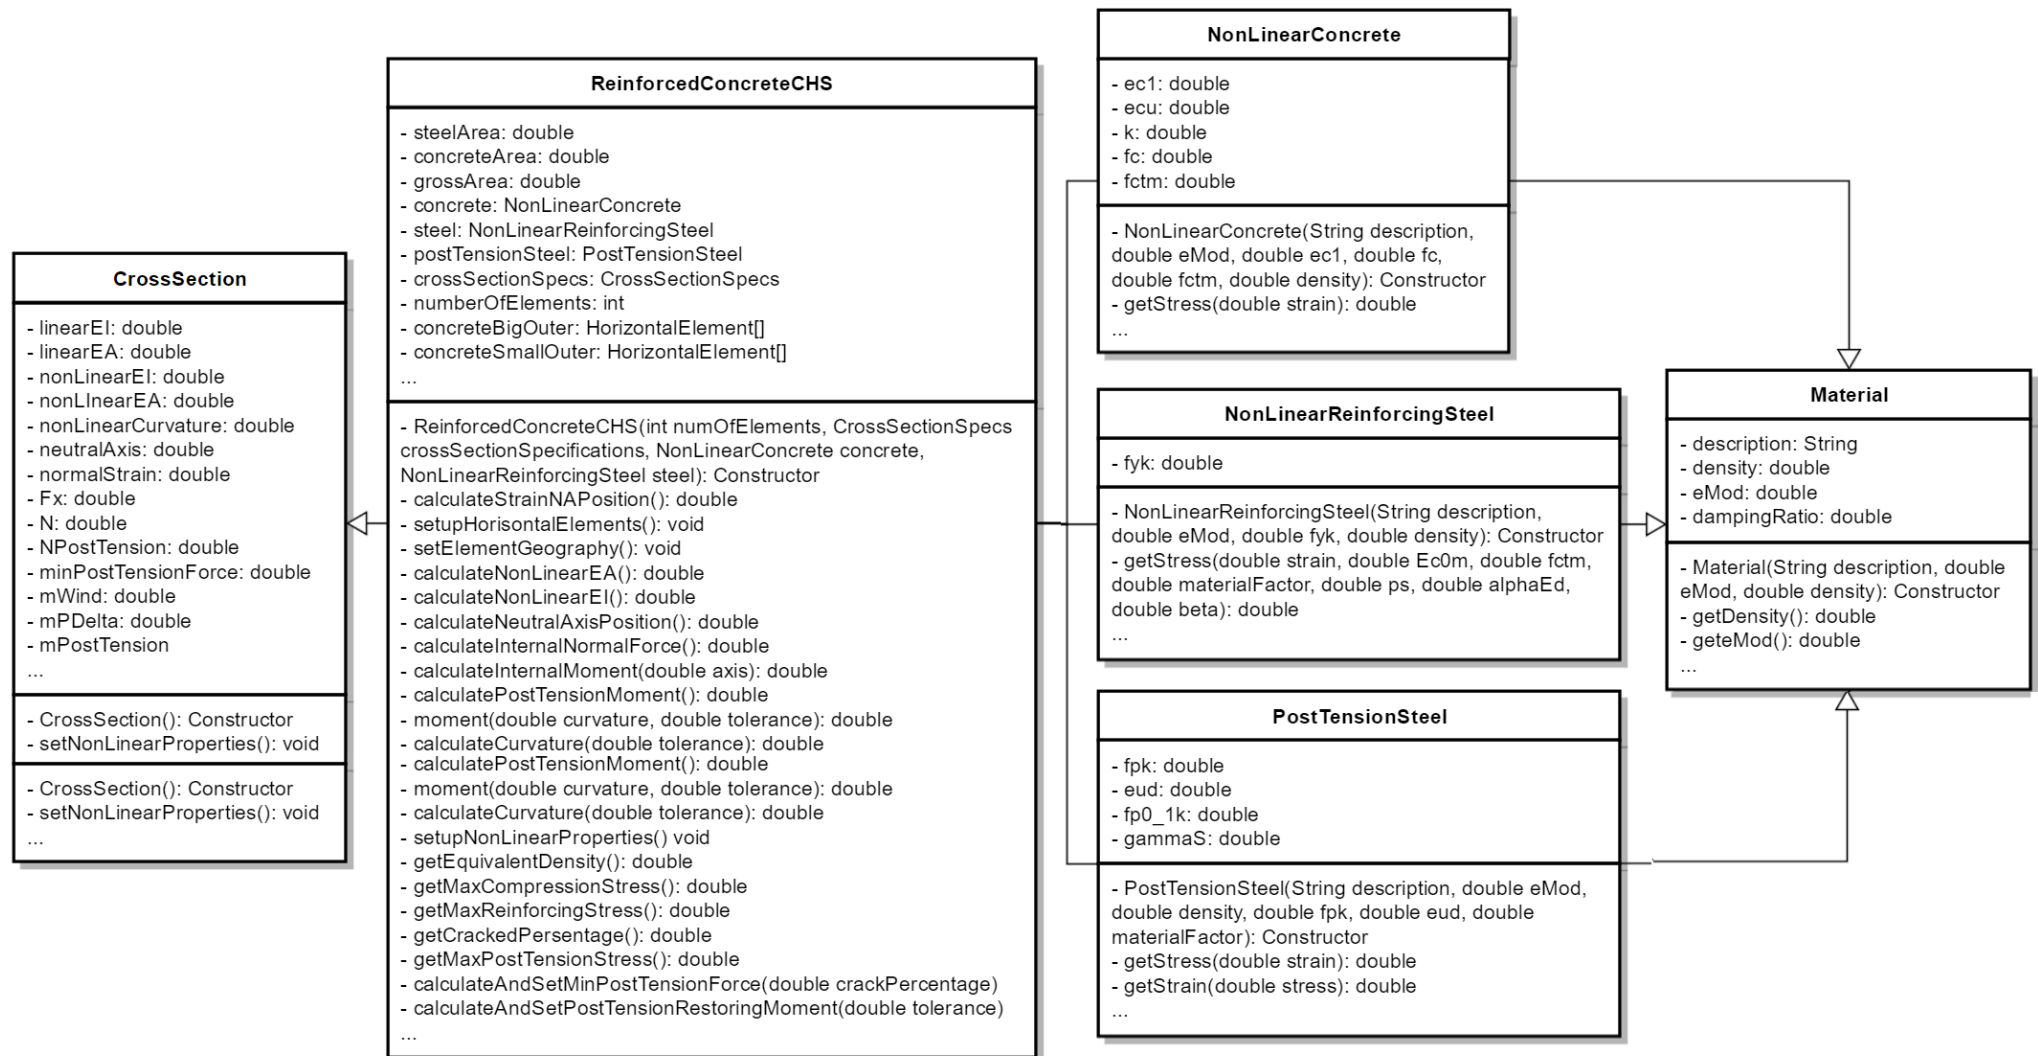 CrossSection
- linearEI: double
- linearEA: double
- nonLinearEI: double
- nonLInearEA: double
- nonLinearCurvature: double
- neutralAxis: double
- normalStrain: double
- Fx: double
- N: double
- NPostTension: double
- minPostTensionForce: double
- mWind: double
- mPDelta: double
- mPostTension
...
- CrossSection(): Constructor
- setNonLinearProperties(): void
- CrossSection(): Constructor
- setNonLinearProperties(): void
...
ReinforcedConcreteCHS
- steelArea: double
- concreteArea: double
- grossArea: double
- concrete: NonLinearConcrete
- steel: NonLinearReinforcingSteel
- postTensionSteel: PostTensionSteel
- crossSectionSpecs: CrossSectionSpecs
- numberOfElements: int
- concreteBigOuter: HorizontalElement[]
- concreteSmallOuter: HorizontalElement[]
...
- ReinforcedConcreteCHS(int numOfElements, CrossSectionSpecs
crossSectionSpecifications, NonLinearConcrete concrete,
NonLinearReinforcingSteel steel): Constructor
- calculateStrainNAPosition(): double
- setupHorisontalElements(): void
- setElementGeography(): void
- calculateNonLinearEA(): double
- calculateNonLinearEI(): double
- calculateNeutralAxisPosition(): double
- calculateInternalNormalForce(): double
- calculateInternalMoment(double axis): double
- calculatePostTensionMoment(): double
- moment(double curvature, double tolerance): double
- calculateCurvature(double tolerance): double
- calculatePostTensionMoment(): double
- moment(double curvature, double tolerance): double
- calculateCurvature(double tolerance): double
- setupNonLinearProperties() void
- getEquivalentDensity(): double
- getMaxCompressionStress(): double
- getMaxReinforcingStress(): double
- getCrackedPersentage(): double
- getMaxPostTensionStress(): double
- calculateAndSetMinPostTensionForce(double crackPercentage)
- calculateAndSetPostTensionRestoringMoment(double tolerance)
...
NonLinearConcrete
- ec1: double
- ecu: double
- k: double
- fc: double
- fctm: double
- NonLinearConcrete(String description,
double eMod, double ec1, double fc,
double fctm, double density): Constructor
- getStress(double strain): double
...
NonLinearReinforcingSteel
- fyk: double
- NonLinearReinforcingSteel(String description,
double eMod, double fyk, double density): Constructor
- getStress(double strain, double Ec0m, double fctm,
double materialFactor, double ps, double alphaEd,
double beta): double
...
PostTensionSteel
- fpk: double
- eud: double
- fp0_1k: double
- gammaS: double
- PostTensionSteel(String description, double eMod,
double density, double fpk, double eud, double
materialFactor): Constructor
- getStress(double strain): double
- getStrain(double stress): double
...
Material
- description: String
- density: double
- eMod: double
- dampingRatio: double
- Material(String description, double
eMod, double density): Constructor
- getDensity(): double
- geteMod(): double
...